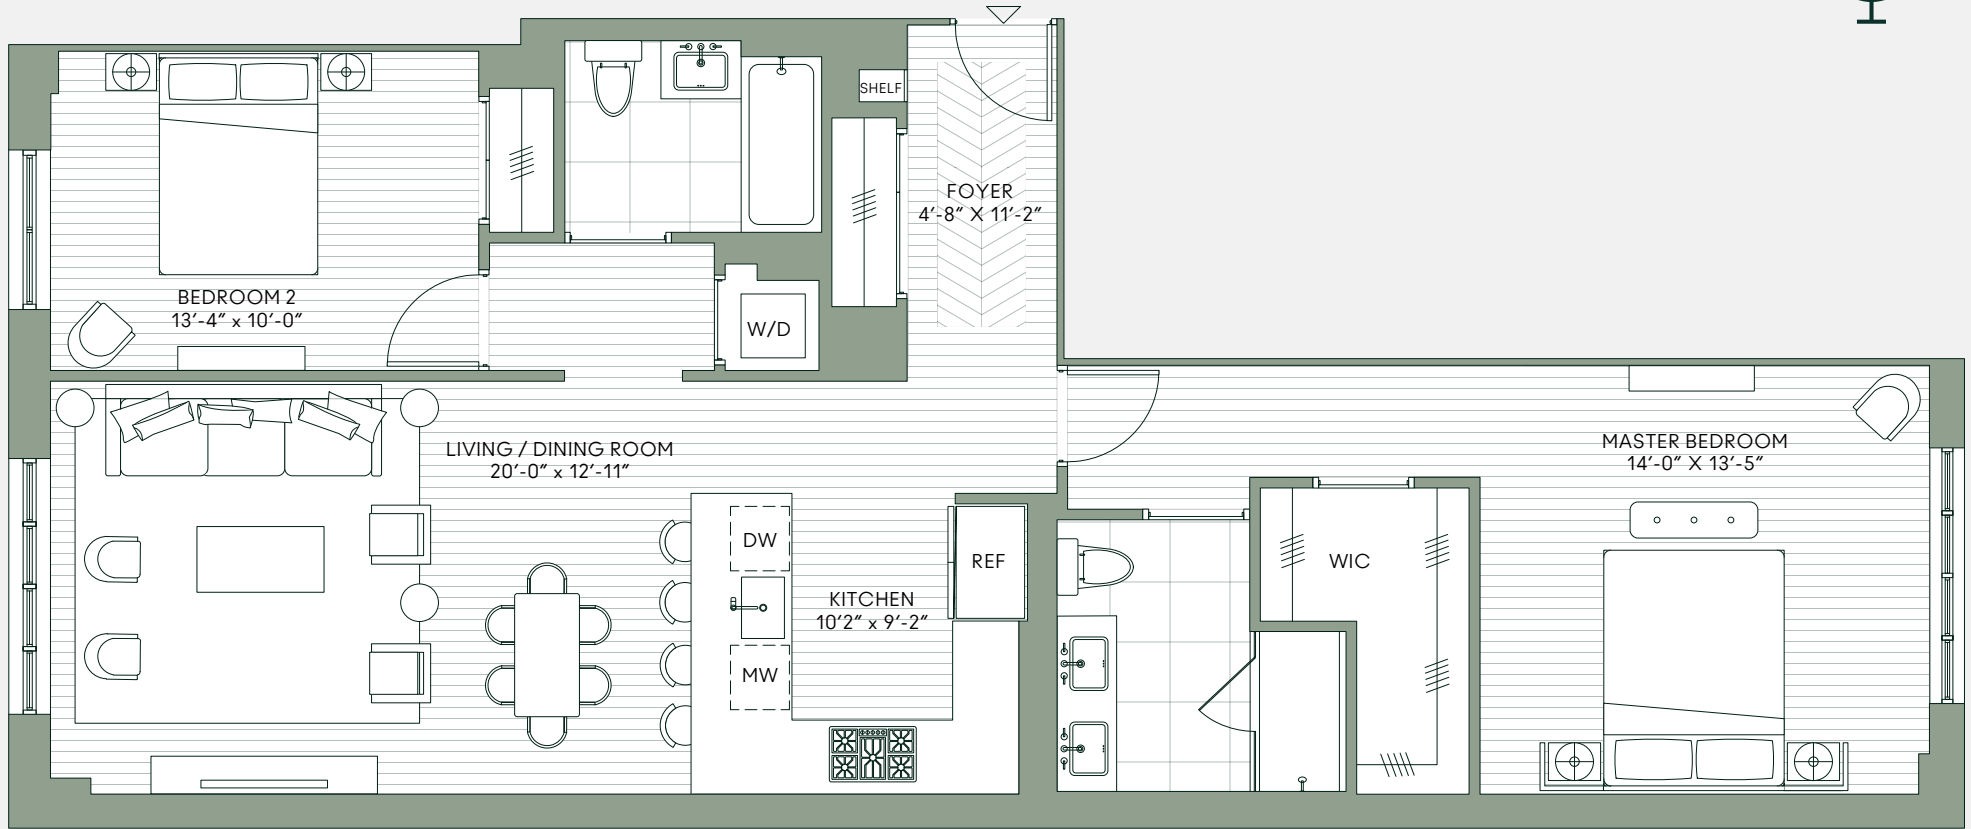 SHELF
FOYER
4'-8" X 11'-2"
BEDROOM 2
13'-4" x 10'-0"
W/D
LIVING / DINING ROOM
20'-0" x 12'-11"
MASTER BEDROOM
14'-0" X 13'-5"
DW
REF
WIC
KITCHEN
10'2" x 9'-2"
MW